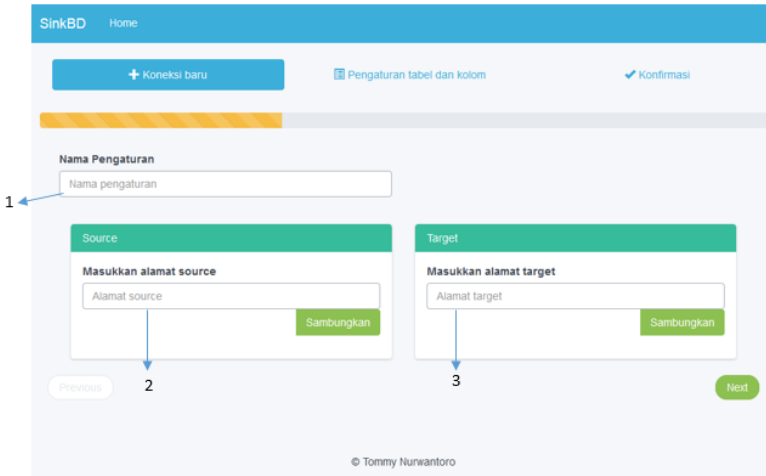 SinkBD Home
Koneksi baru Pengaturan tabel dan kolom Konfirmasi
Nama Pengaturan
Nama pengaturan
1
Source Target
Masukkan alamat source Masukkan alamat target
Alamat source Alamat target
Sambungkan Sambungkan
2 3
Previous Next
© Tommy Nurwantoro